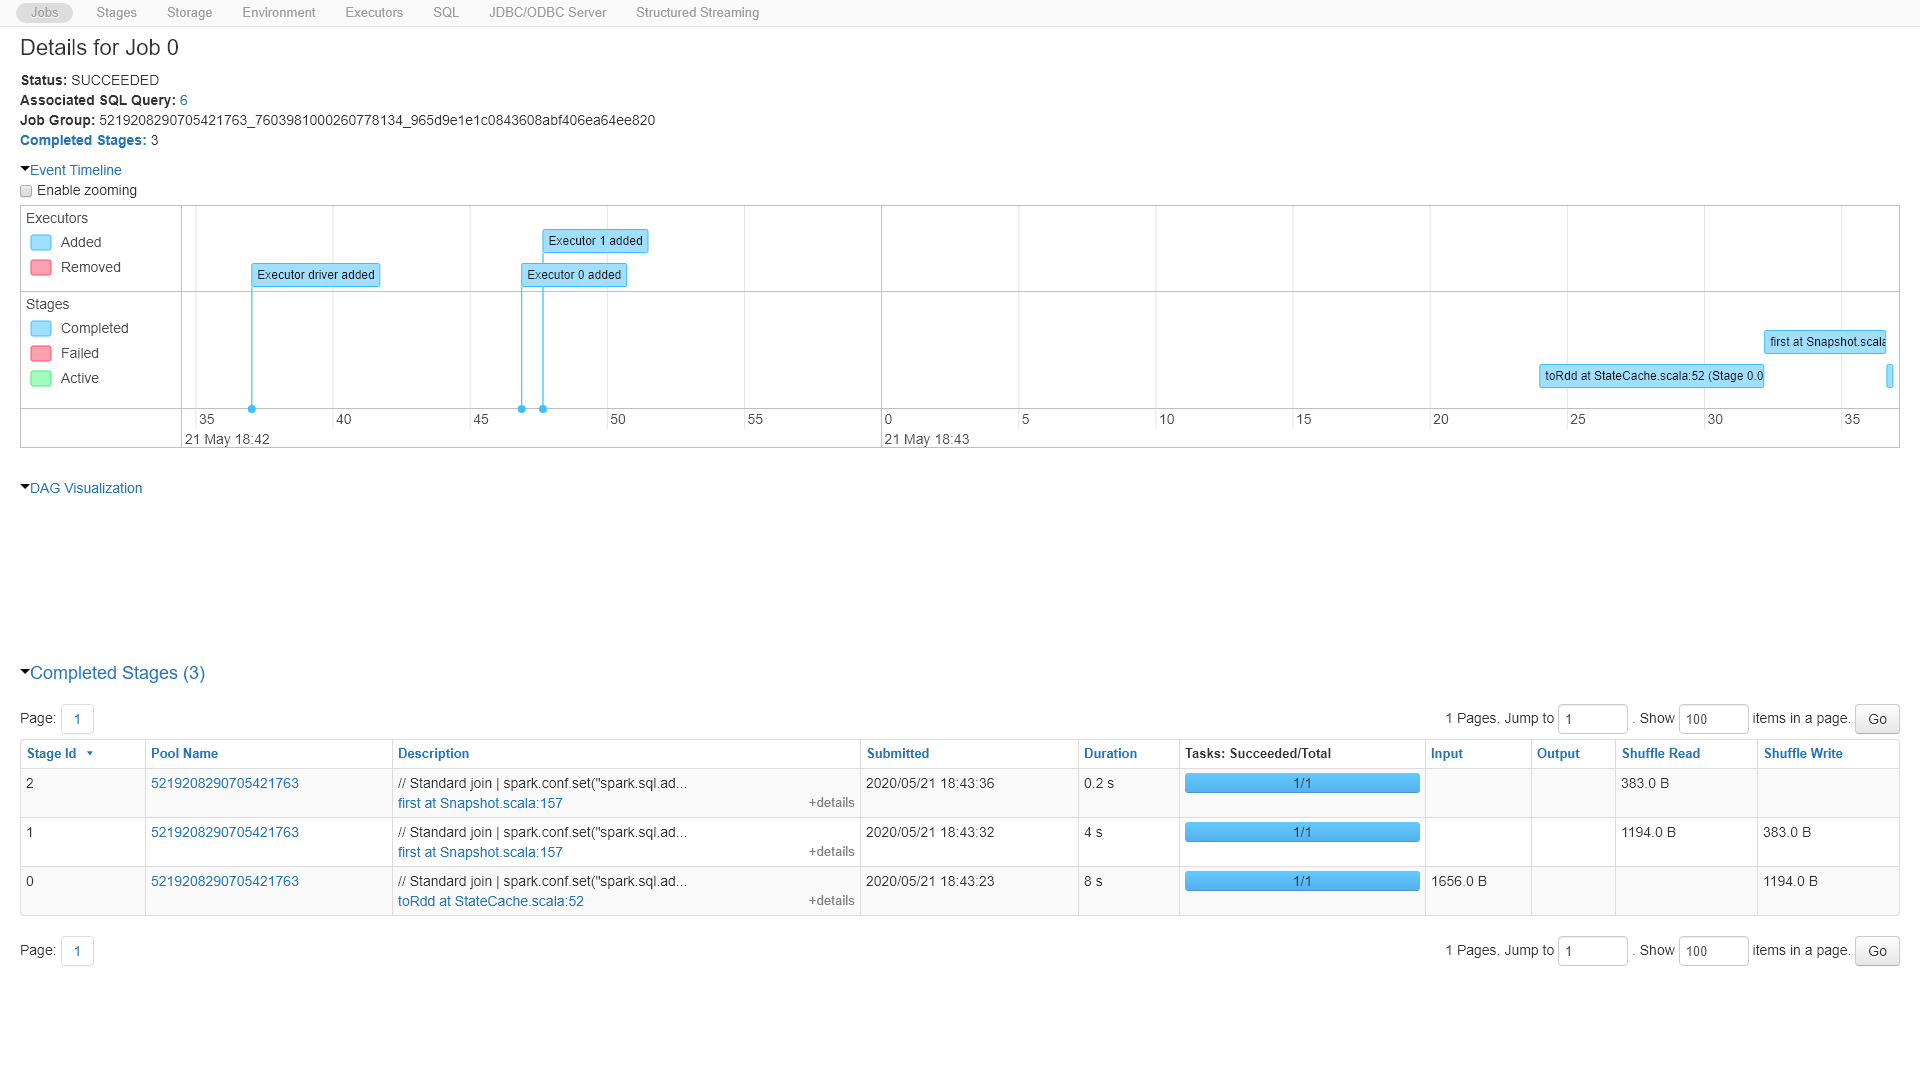 Jobs Stages Storage Environment Executors SQL JDBC/ODBC Server Structured Streaming
Details for Job 0
Status: SUCCEEDED
Associated SQL Query: 6
Job Group: 5219208290705421763_7603981000260778134_965d9e1e1c0843608abf406ea64ee820
Completed Stages: 3
Event Timeline
Enable zooming
Executors
Added
Removed
Executor 1 added
Executor driver added
Executor 0 added
Stages
Completed
Failed
Active
first at Snapshot.scala
toRdd at StateCache.scala:52 (Stage 0.0
35 40 45 50 55 0 5 10 15 20 25 30 35
21 May 18:42 21 May 18:43
DAG Visualization
Completed Stages (3)
Page: 1 1 Pages. Jump to 1 . Show 100 items in a page. Go
Stage Id Pool Name Description Submitted Duration Tasks: Succeeded/Total Input Output Shuffle Read Shuffle Write
2 5219208290705421763 // Standard join | spark.conf.set("spark.sql.ad... 2020/05/21 18:43:36 0.2 s 1/1 383.0 B
first at Snapshot.scala:157 +details
1 5219208290705421763 // Standard join | spark.conf.set("spark.sql.ad... 2020/05/21 18:43:32 4 s 1/1 1194.0 B 383.0 B
first at Snapshot.scala:157 +details
0 5219208290705421763 // Standard join | spark.conf.set("spark.sql.ad... 2020/05/21 18:43:23 8 s 1/1 1656.0 B 1194.0 B
toRdd at StateCache.scala:52 +details
Page: 1 1 Pages. Jump to 1 . Show 100 items in a page. Go